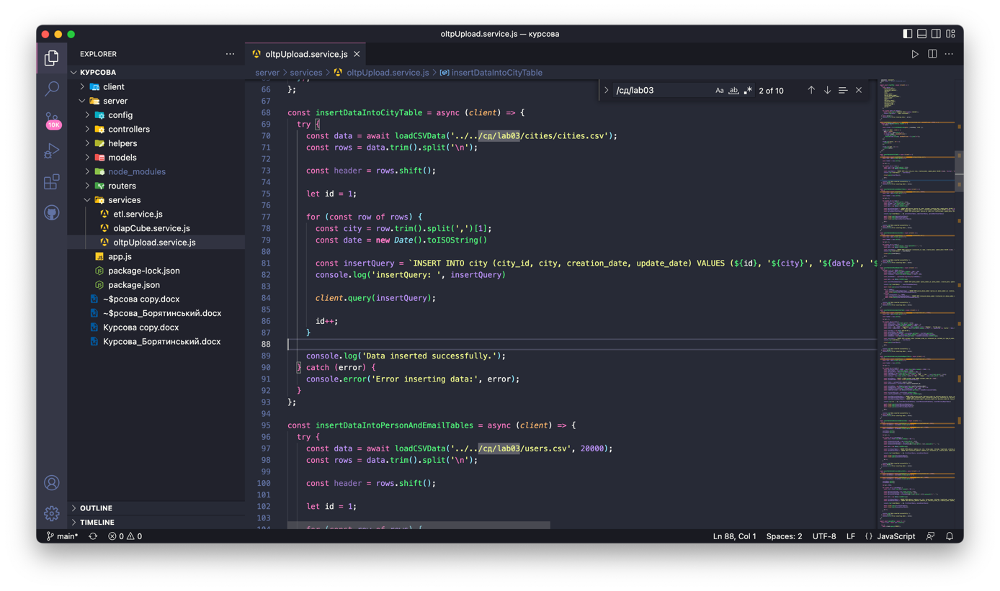 oltpUpload.service.js — курсова
EXPLORER
КУРСОВА
client
server
config
controllers
helpers
models
node_modules
routers
services
etl.service.js
olapCube.service.js
oltpUpload.service.js
app.js
package-lock.json
package.json
~$рсова copy.docx
~$рсова_Борятинський.docx
Курсова copy.docx
Курсова_Борятинський.docx
OUTLINE
TIMELINE
10K
oltpUpload.service.js
server > services > oltpUpload.service.js > insertDataIntoCityTable
/сд/lab03 Aa ab .* 2 of 10
66 };
67
68 const insertDataIntoCityTable = async (client) => {
69 try {
70 const data = await loadCSVData('../../сд/lab03/cities/cities.csv');
71 const rows = data.trim().split('\n');
72
73 const header = rows.shift();
74
75 let id = 1;
76
77 for (const row of rows) {
78 const city = row.trim().split(',')[1];
79 const date = new Date().toISOString()
80
81 const insertQuery = `INSERT INTO city (city_id, city, creation_date, update_date) VALUES (${id}, '${city}', '${date}', '$
82 console.log('insertQuery: ', insertQuery)
83
84 client.query(insertQuery);
85
86 id++;
87 }
88
89 console.log('Data inserted successfully.');
90 } catch (error) {
91 console.error('Error inserting data:', error);
92 }
93 };
94
95 const insertDataIntoPersonAndEmailTables = async (client) => {
96 try {
97 const data = await loadCSVData('../../сд/lab03/users.csv', 20000);
98 const rows = data.trim().split('\n');
99
100 const header = rows.shift();
101
102 let id = 1;
103
104 for (const row of rows) {
main* 0 0 Ln 88, Col 1 Spaces: 2 UTF-8 LF {} JavaScript